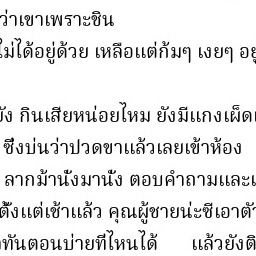 ว่าเขาเพราะชิน
ไม่ได้อยู่ด้วย เหลือแต่ก้มๆ เงยๆ อยู่
ยัง กินเสียหน่อยไหม ยังมีแกงเผ็ด
ซึ่งบ่นว่าปวดขาแล้วเลยเข้าห้อง
ลากม้านั่งมานั่ง ตอบคำถามและ
ตั้งแต่เช้าแล้ว คุณผู้ชายน่ะซีเอาตัว
ทันตอนบ่ายที่ไหนได้ แล้วยังติ